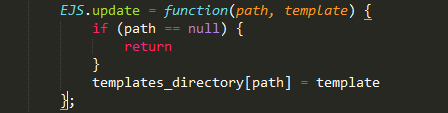 EJS.update = function(path, template) {
if (path == null) {
return
}
templates_directory[path] = template
};